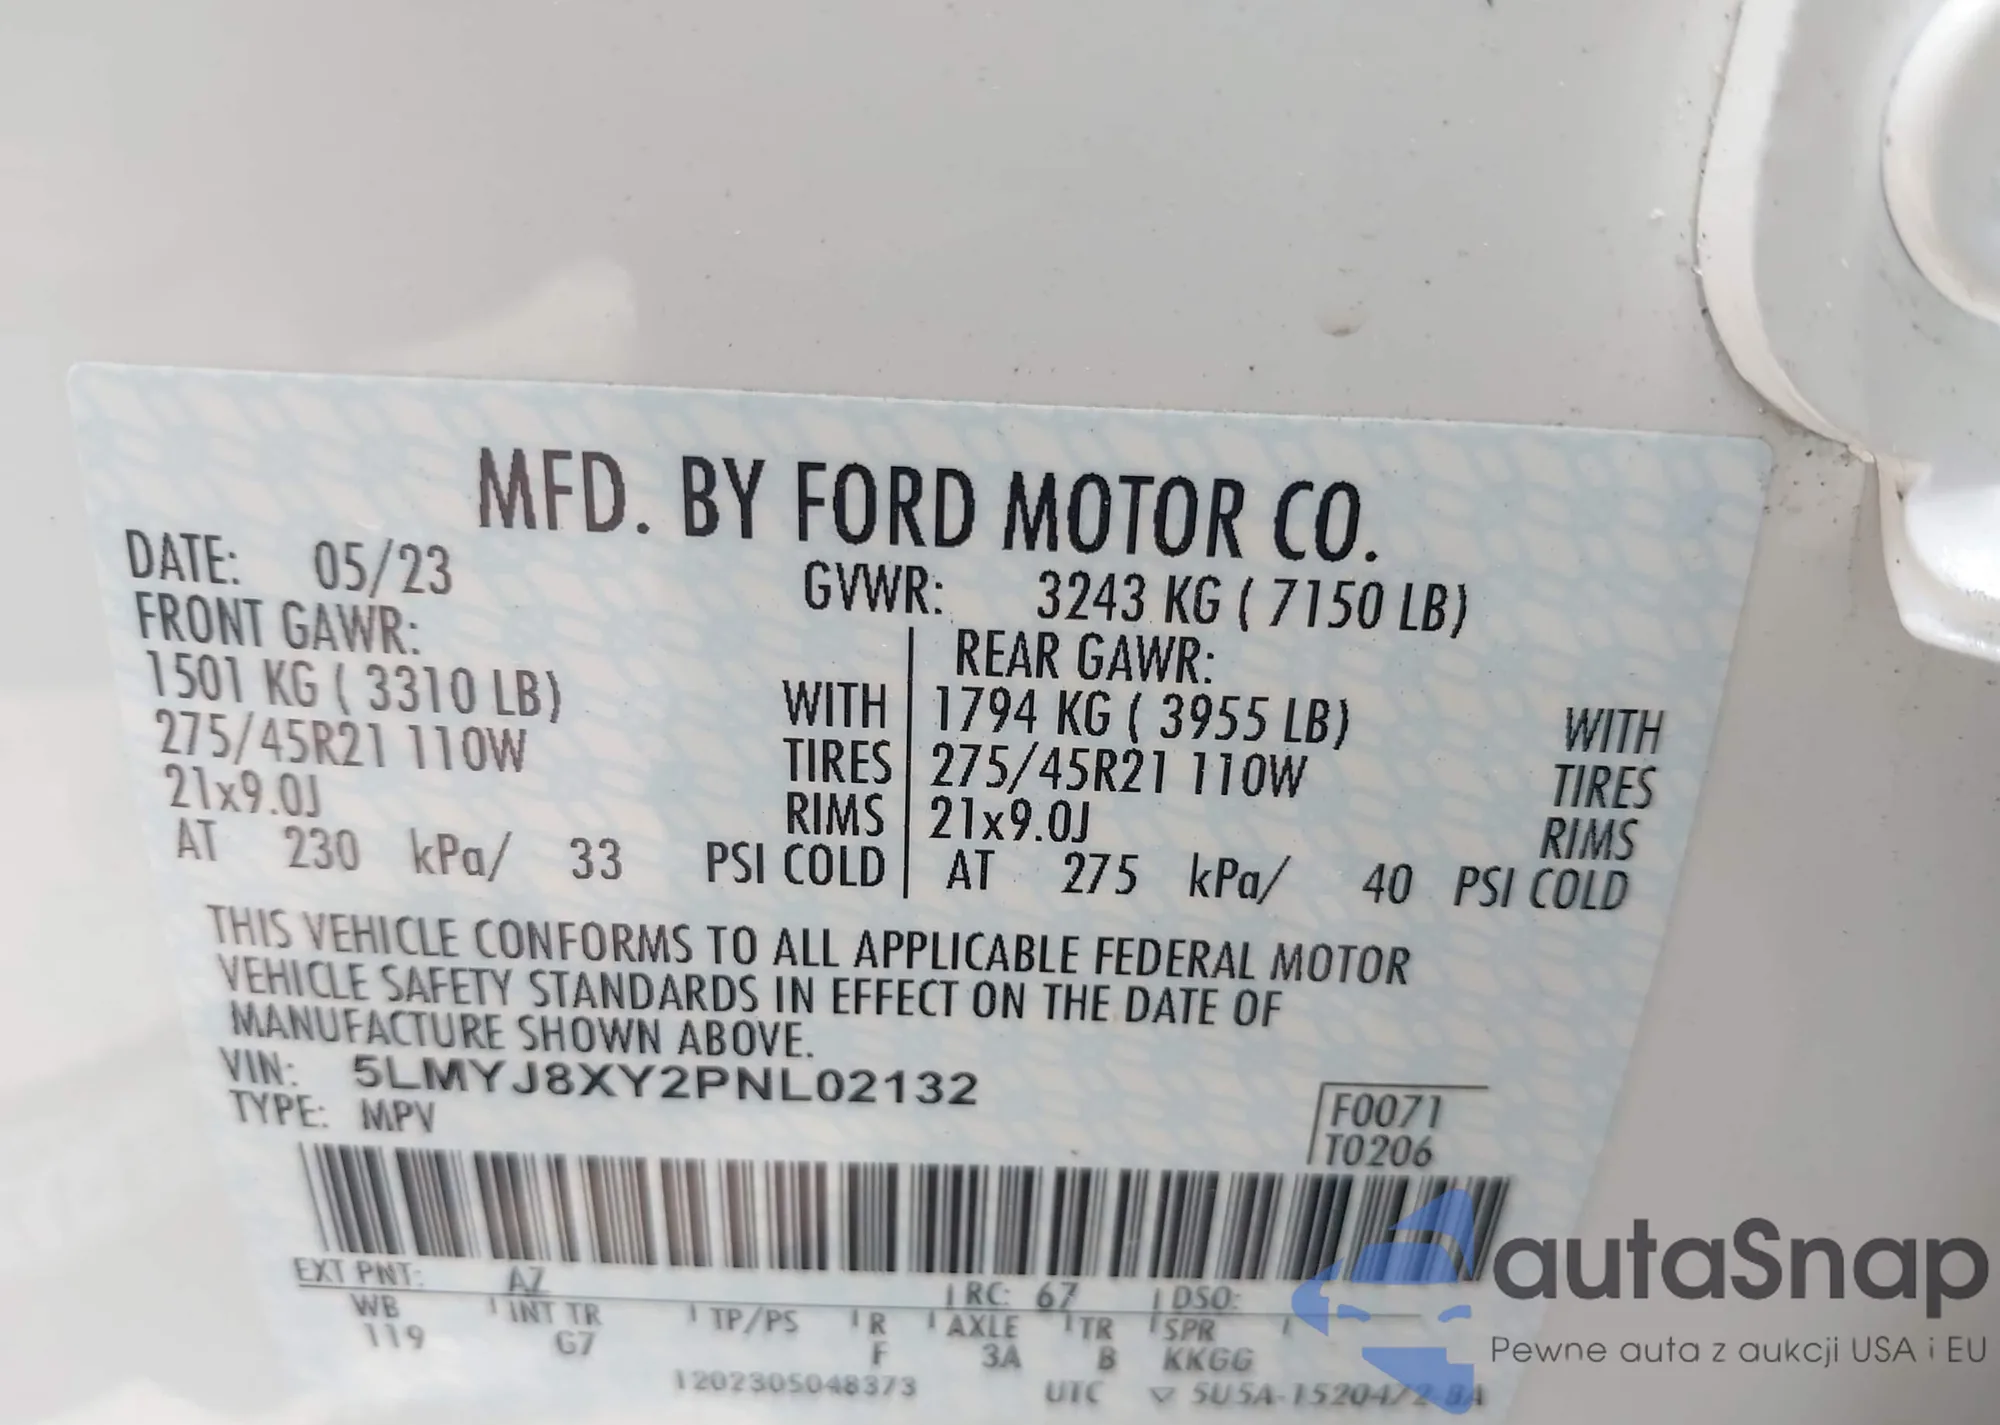 MFD. BY FORD MOTOR CO.
DATE: 05/23 GVWR: 3243 KG ( 7150 LB)
FRONT GAWR: REAR GAWR:
1501 KG ( 3310 LB) WITH 1794 KG ( 3955 LB) WITH
275/45R21 110W TIRES 275/45R21 110W TIRES
21x9.0J RIMS 21x9.0J RIMS
AT 230 kPa/ 33 PSI COLD AT 275 kPa/ 40 PSI COLD
THIS VEHICLE CONFORMS TO ALL APPLICABLE FEDERAL MOTOR
VEHICLE SAFETY STANDARDS IN EFFECT ON THE DATE OF
MANUFACTURE SHOWN ABOVE.
VIN: 5LMYJ8XY2PNL02132
TYPE: MPV
F0071
T0206
EXT PNT: AZ RC: 67 DSO:
WB INT TR TP/PS R AXLE TR SPR
119 G7 F 3A B KKGG
1202305048373 UTC
autaSnap
Pewne auta z aukcji USA i EU